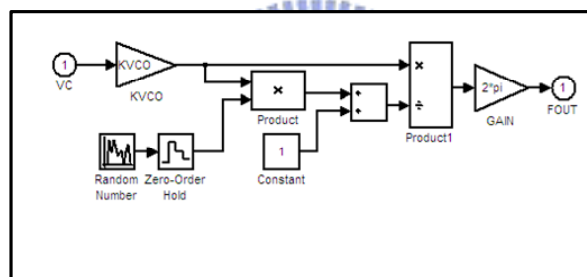 1
VC
KVCO
KVCO
×
Product
Random
Number
Zero-Order
Hold
1
Constant
+
+
×
÷
Product1
2*pi
GAIN
1
FOUT